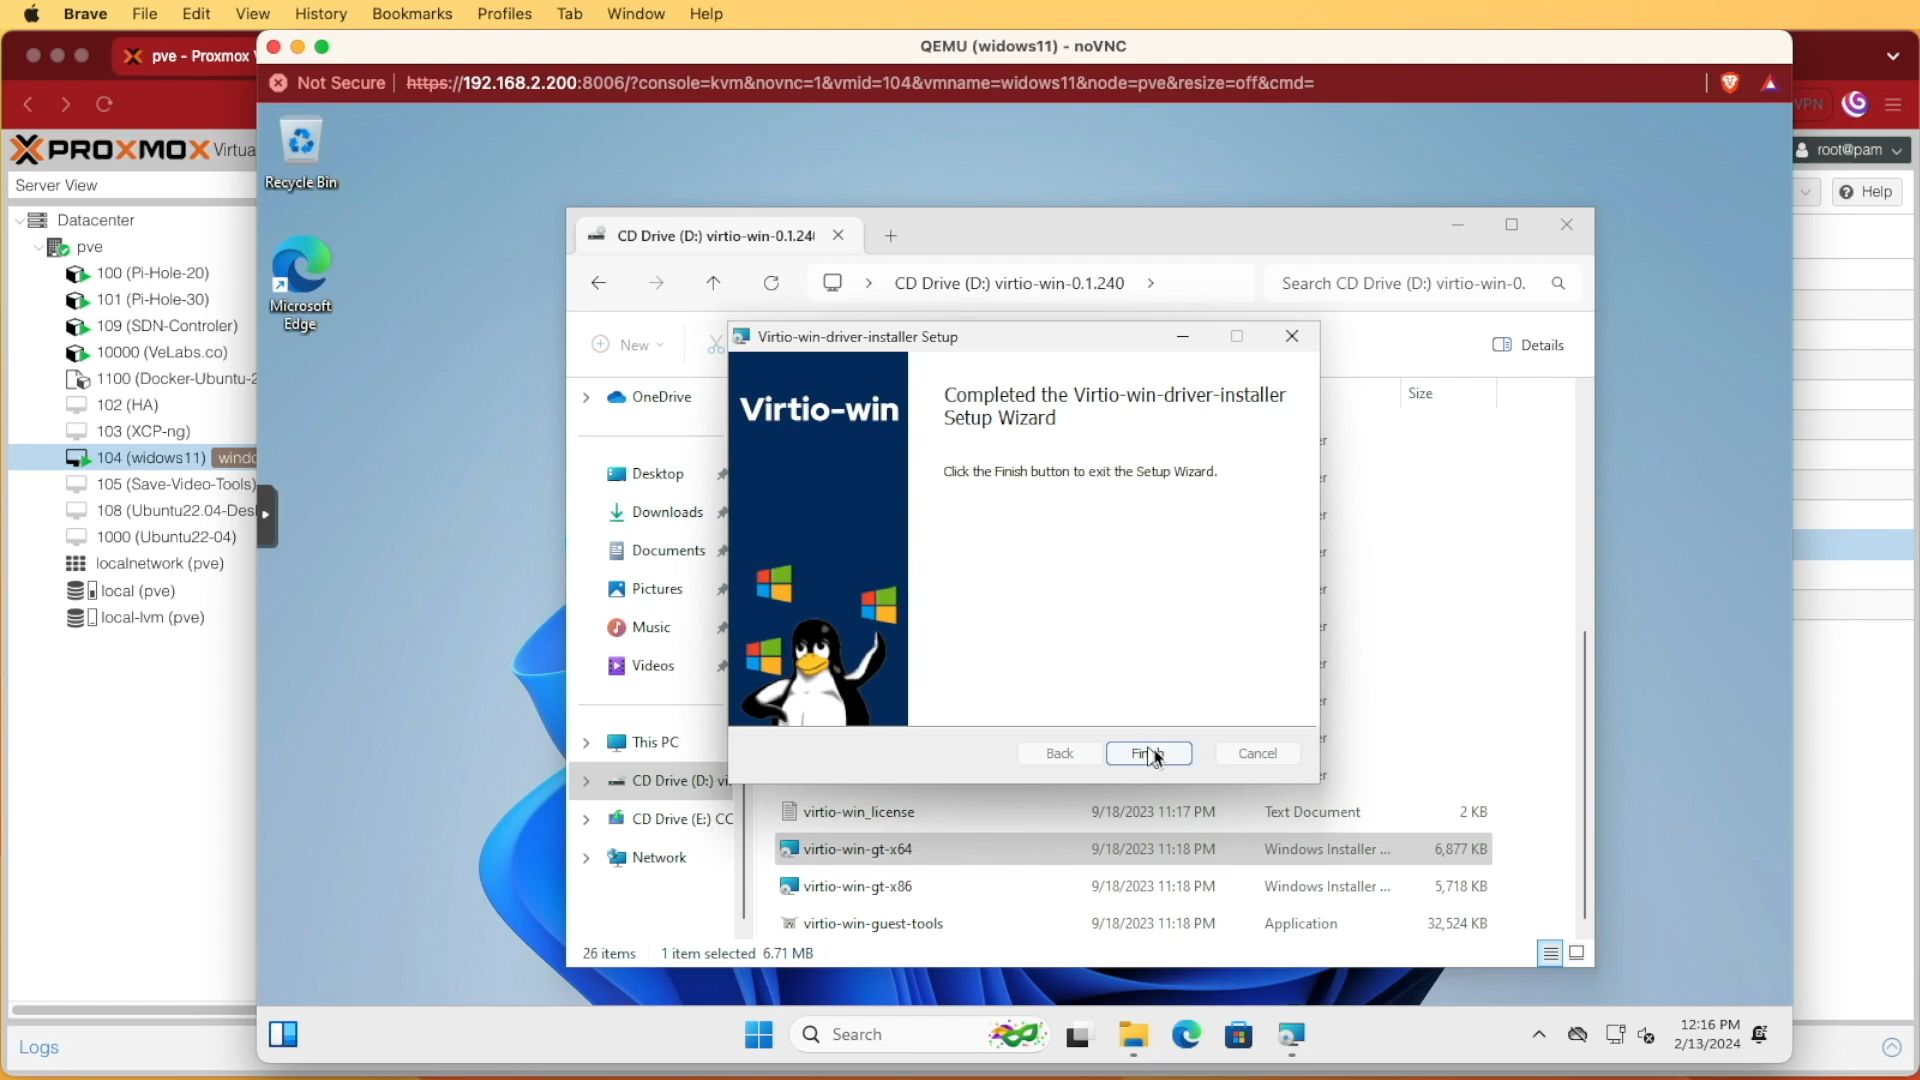 Brave File Edit View History Bookmarks Profiles Tab Window Help
pve - Proxmox
QEMU (widows11) - noVNC
Not Secure https://192.168.2.200:8006/?console=kvm&novnc=1&vmid=104&vmname=widows11&node=pve&resize=off&cmd=
VPN
PROXMOX Virtua
root@pam
Server View
Help
Datacenter
pve
100 (Pi-Hole-20)
101 (Pi-Hole-30)
109 (SDN-Controler)
10000 (VeLabs.co)
1100 (Docker-Ubuntu-2
102 (HA)
103 (XCP-ng)
104 (widows11) windo
105 (Save-Video-Tools)
108 (Ubuntu22.04-Des
1000 (Ubuntu22-04)
localnetwork (pve)
local (pve)
local-lvm (pve)
Logs
Recycle Bin
Microsoft
Edge
CD Drive (D:) virtio-win-0.1.24
CD Drive (D:) virtio-win-0.1.240
Search CD Drive (D:) virtio-win-0.
New
Details
Size
OneDrive
Desktop
Downloads
Documents
Pictures
Music
Videos
This PC
CD Drive (D:) vi
CD Drive (E:) CC
Network
Virtio-win-driver-installer Setup
Virtio-win
Completed the Virtio-win-driver-installer
Setup Wizard
Click the Finish button to exit the Setup Wizard.
Back Finish Cancel
virtio-win_license 9/18/2023 11:17 PM Text Document 2 KB
virtio-win-gt-x64 9/18/2023 11:18 PM Windows Installer ... 6,877 KB
virtio-win-gt-x86 9/18/2023 11:18 PM Windows Installer ... 5,718 KB
virtio-win-guest-tools 9/18/2023 11:18 PM Application 32,524 KB
26 items 1 item selected 6.71 MB
Search
12:16 PM
2/13/2024